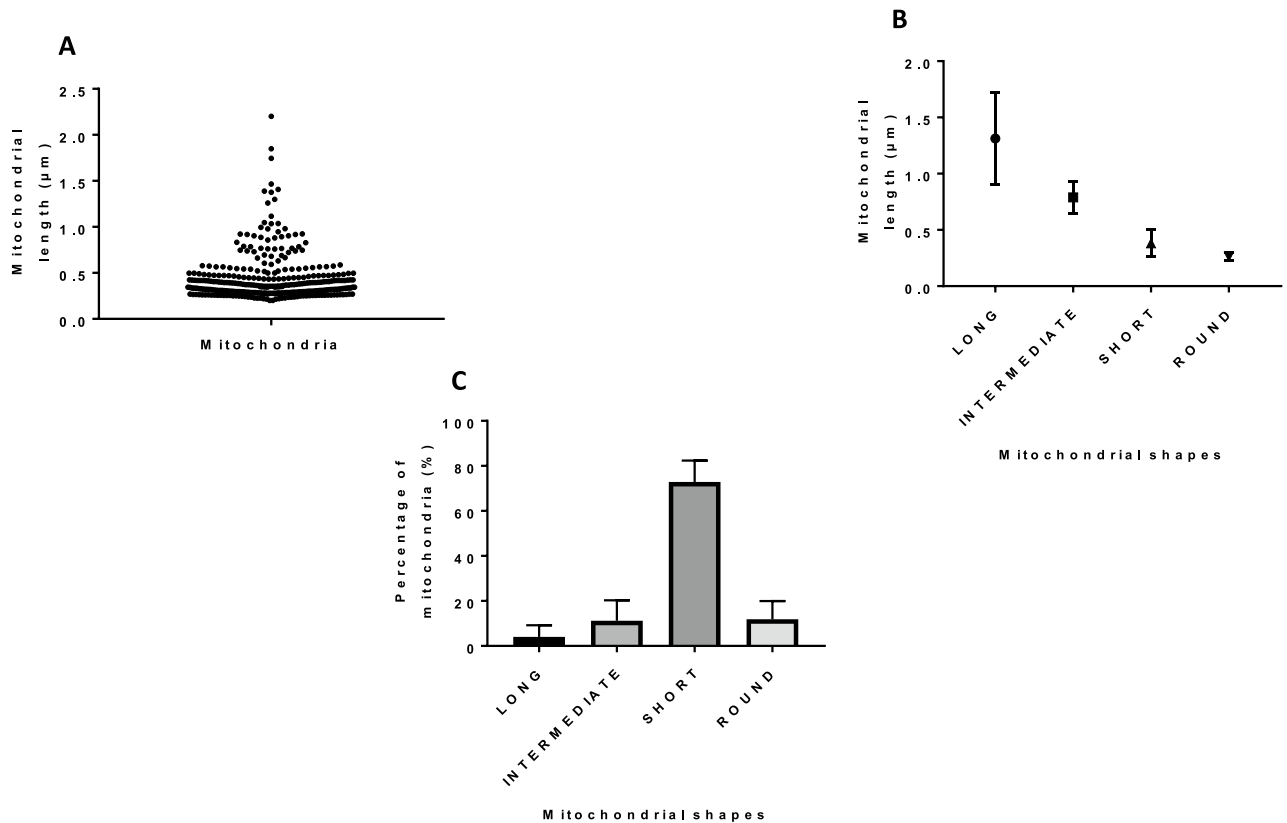 A
Mitochondrial
length (µm)
2.5
2.0
1.5
1.0
0.5
0.0
Mitochondria
B
Mitochondrial
length (µm)
2.0
1.5
1.0
0.5
0.0
LONG
INTERMEDIATE
SHORT
ROUND
Mitochondrial shapes
C
Percentage of
mitochondria (%)
100
80
60
40
20
0
LONG
INTERMEDIATE
SHORT
ROUND
Mitochondrial shapes